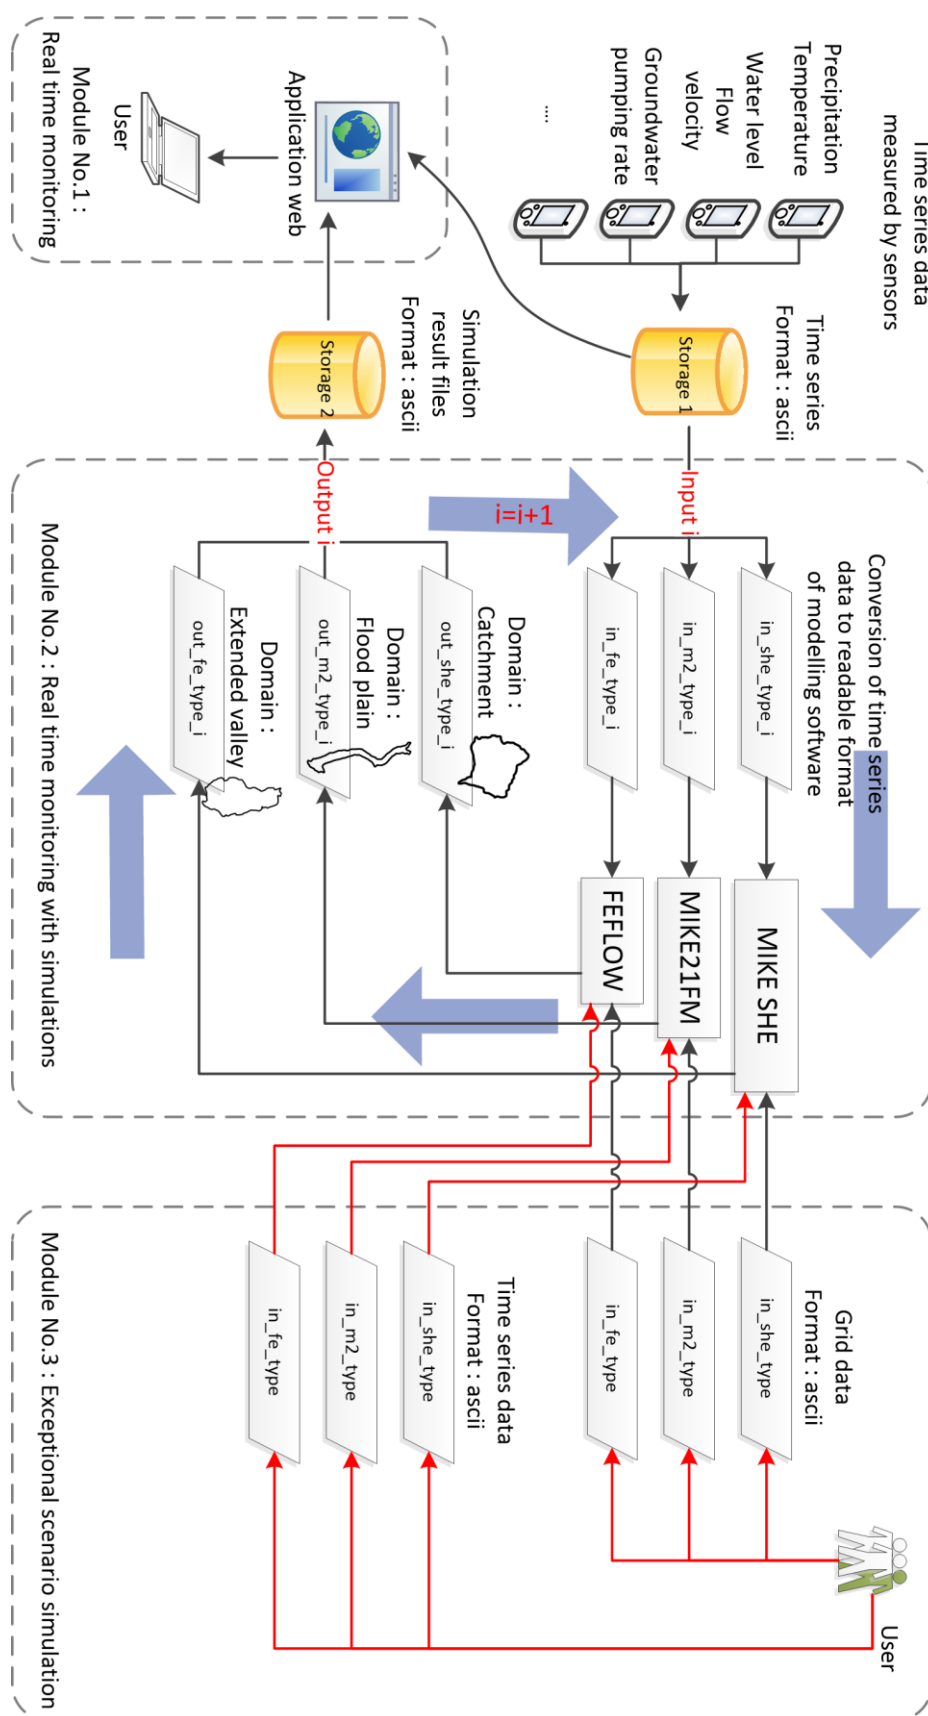 Time series data
measured by sensors
Precipitation
Temperature
Water level
Flow
velocity
Groundwater
pumping rate
....
Time series
Format : ascii
Storage 1
Application web
User
Module No.1 :
Real time monitoring
Simulation
result files
Format : ascii
Storage 2
Input i
Output i
i=i+1
Conversion of time series
data to readable format
of modelling software
in_she_type_i
in_m2_type_i
in_fe_type_i
MIKE SHE
MIKE21FM
FEFLOW
Domain :
Catchment
out_she_type_i
Domain :
Flood plain
out_m2_type_i
Domain :
Extended valley
out_fe_type_i
Module No.2 : Real time monitoring with simulations
User
Grid data
Format : ascii
in_she_type
in_m2_type
in_fe_type
Time series data
Format : ascii
in_she_type
in_m2_type
in_fe_type
Module No.3 : Exceptional scenario simulation